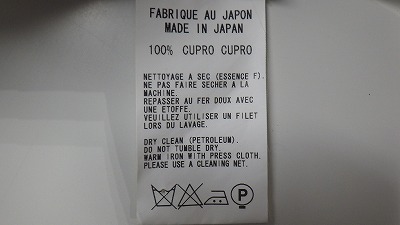 FABRIQUE AU JAPON
MADE IN JAPAN
100% CUPRO CUPRO
NETTOYAGE A SEC (ESSENCE F).
NE PAS FAIRE SECHER A LA
MACHINE.
REPASSER AU FER DOUX AVEC
UNE ETOFFE.
VEUILLEZ UTILISER UN FILET
LORS DU LAVAGE.
DRY CLEAN (PETROLEUM).
DO NOT TUMBLE DRY.
WARM IRON WITH PRESS CLOTH.
PLEASE USE A CLEANING NET.
P